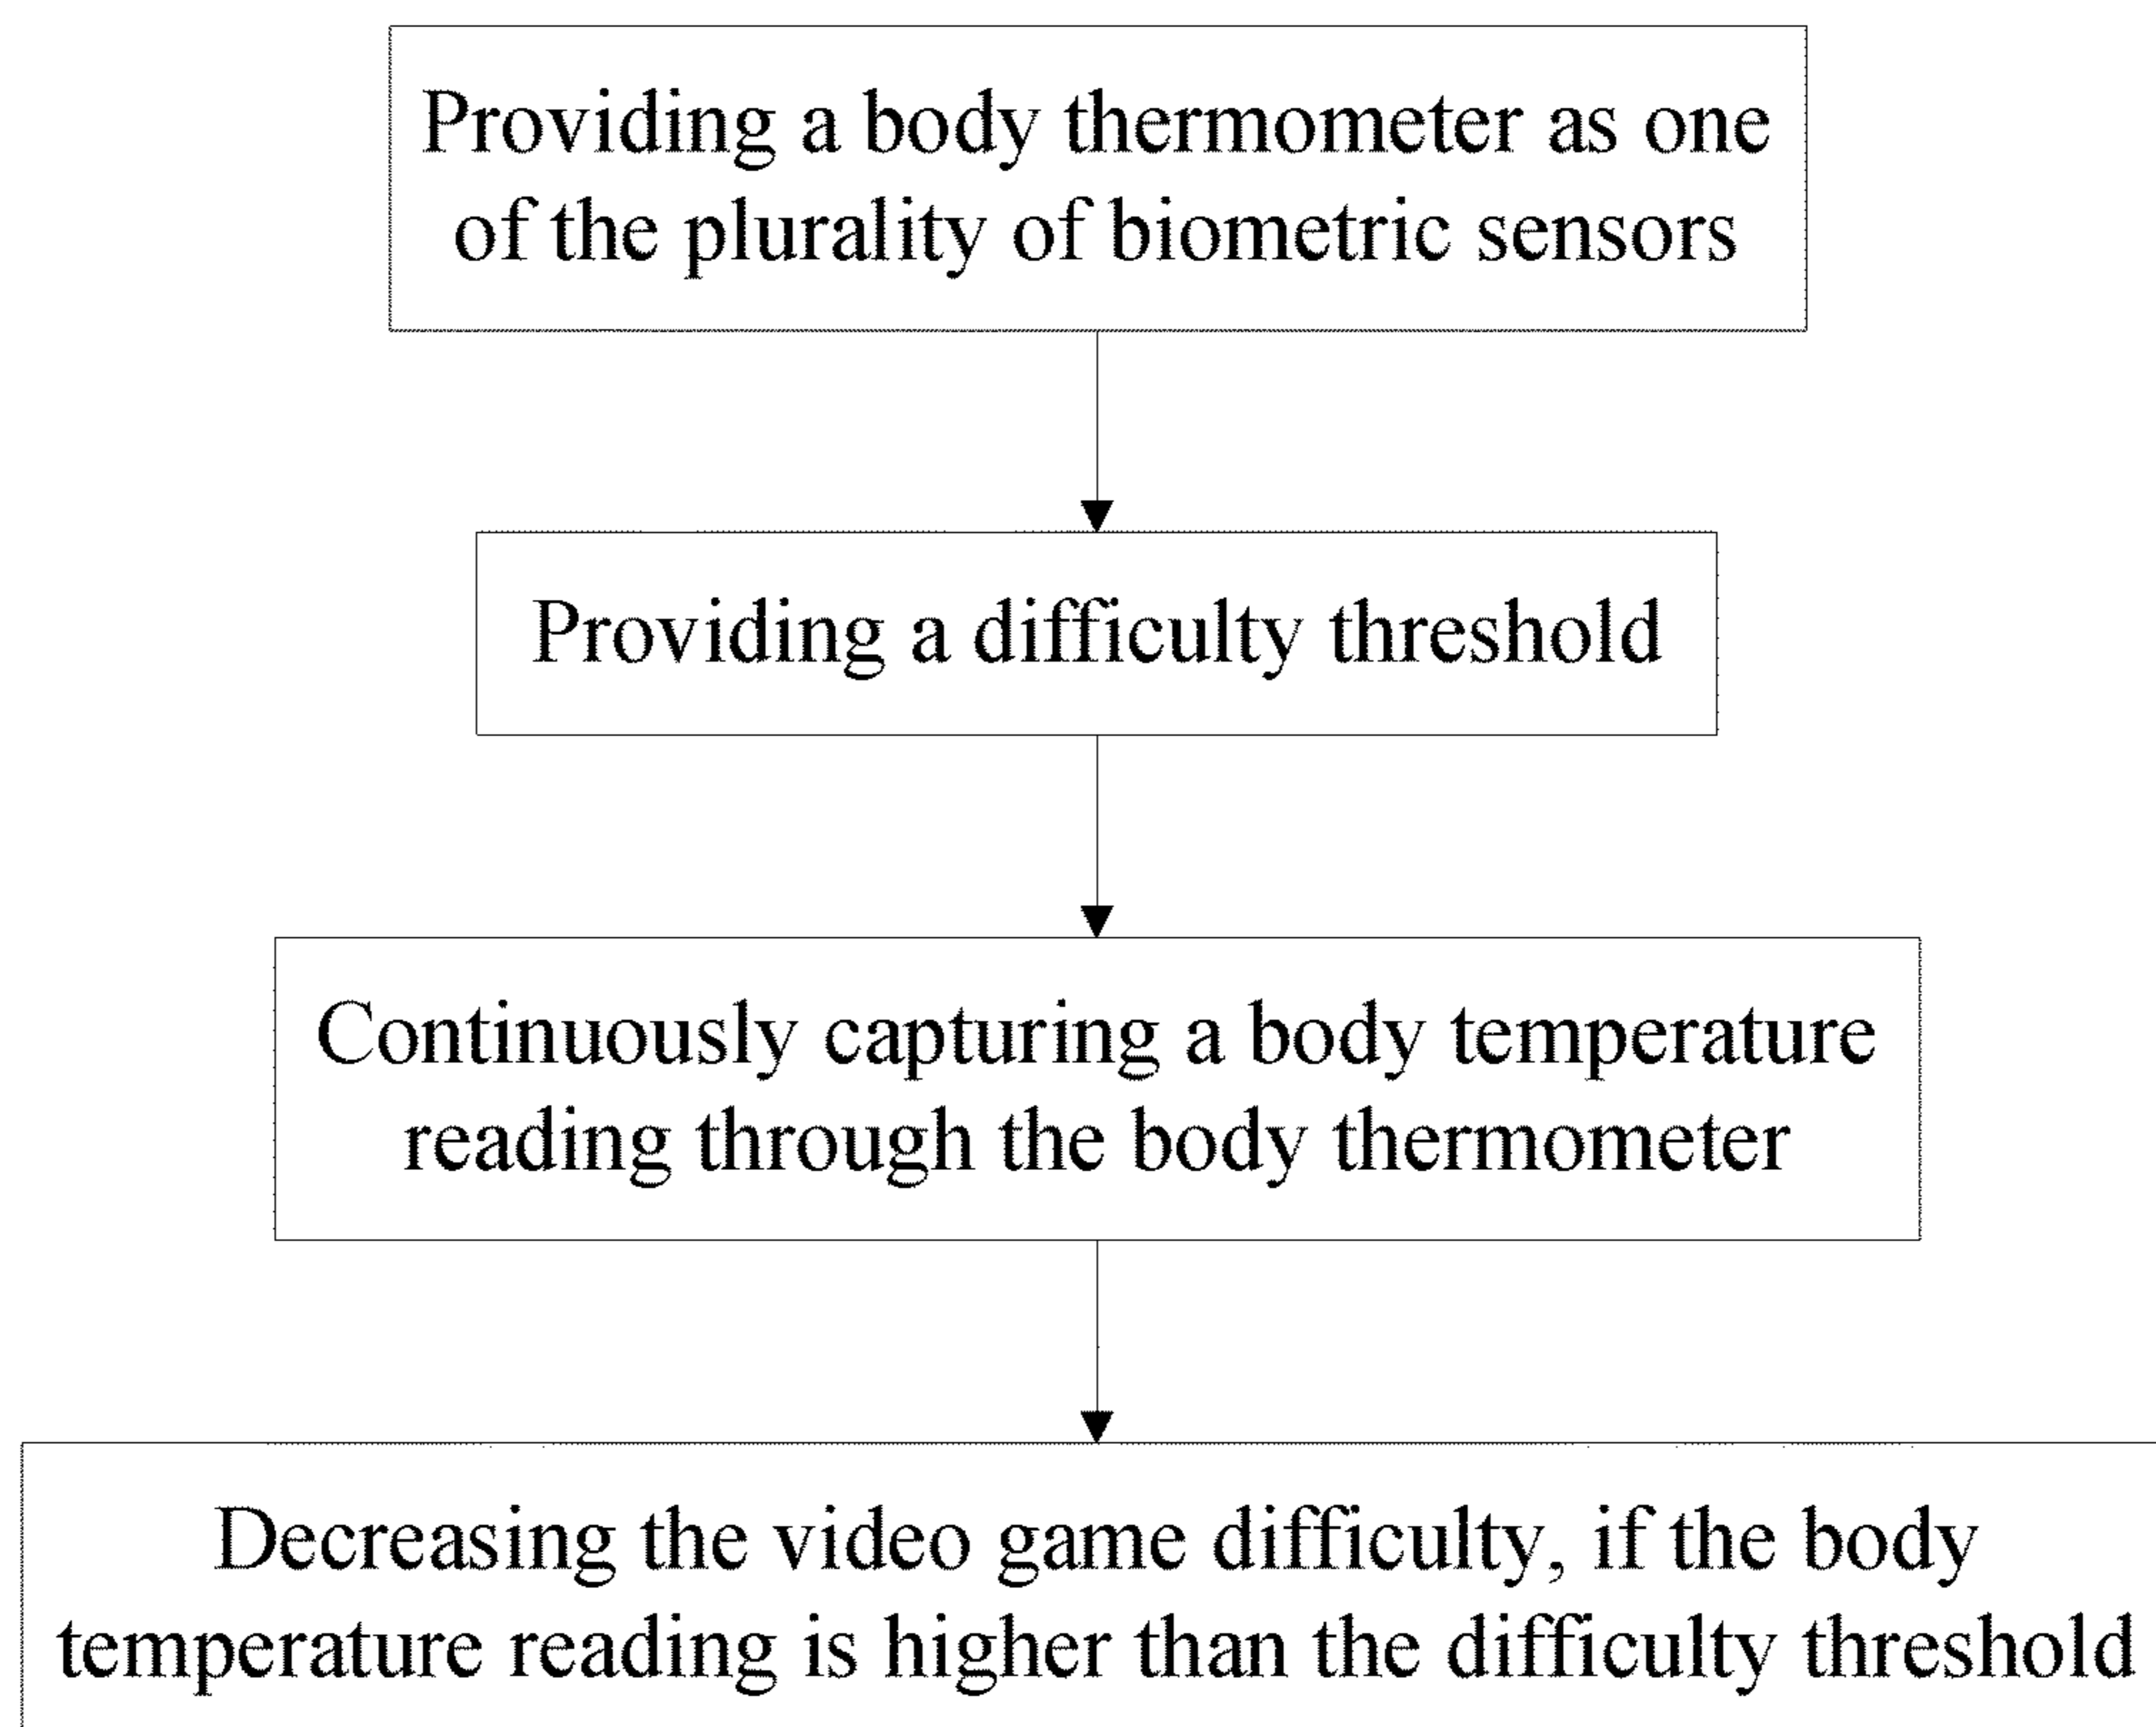 Providing a body thermometer as one
of the plurality of biometric sensors
Providing a difficulty threshold
Continuously capturing a body temperature
reading through the body thermometer
Decreasing the video game difficulty, if the body
temperature reading is higher than the difficulty threshold